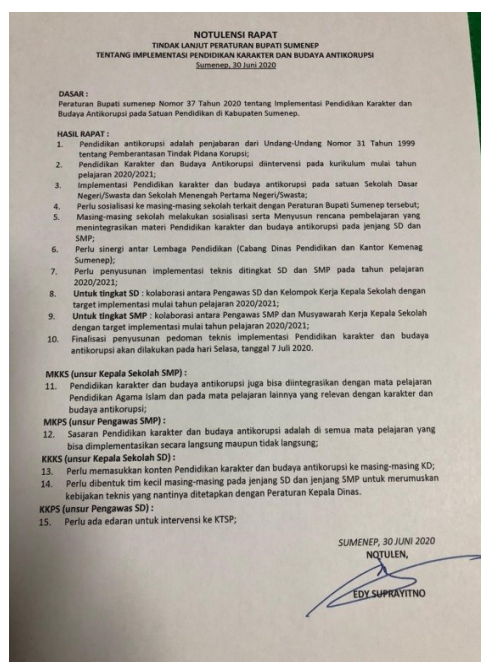 NOTULENSI RAPAT
TINDAK LANJUT PERATURAN BUPATI SUMENEP
TENTANG IMPLEMENTASI PENDIDIKAN KARAKTER DAN BUDAYA ANTIKORUPSI
Sumenep, 30 Juni 2020
DASAR :
Peraturan Bupati sumenep Nomor 37 Tahun 2020 tentang Implementasi Pendidikan Karakter dan
Budaya Antikorupsi pada Satuan Pendidikan di Kabupaten Sumenep.
HASIL RAPAT :
1. Pendidikan antikorupsi adalah penjabaran dari Undang-Undang Nomor 31 Tahun 1999
tentang Pemberantasan Tindak Pidana Korupsi;
2. Pendidikan Karakter dan Budaya Antikorupsi diintervensi pada kurikulum mulai tahun
pelajaran 2020/2021;
3. Implementasi Pendidikan karakter dan budaya antikorupsi pada satuan Sekolah Dasar
Negeri/Swasta dan Sekolah Menengah Pertama Negeri/Swasta;
4. Perlu sosialisasi ke masing-masing sekolah terkait dengan Peraturan Bupati Sumenep tersebut;
5. Masing-masing sekolah melakukan sosialisasi serta Menyusun rencana pembelajaran yang
menintegrasikan materi Pendidikan karakter dan budaya antikorupsi pada jenjang SD dan
SMP;
6. Perlu sinergi antar Lembaga Pendidikan (Cabang Dinas Pendidikan dan Kantor Kemenag
Sumenep);
7. Perlu penyusunan implementasi teknis ditingkat SD dan SMP pada tahun pelajaran
2020/2021;
8. Untuk tingkat SD : kolaborasi antara Pengawas SD dan Kelompok Kerja Kepala Sekolah dengan
target implementasi mulai tahun pelajaran 2020/2021;
9. Untuk tingkat SMP : kolaborasi antara Pengawas SMP dan Musyawarah Kerja Kepala Sekolah
dengan target implementasi mulai tahun pelajaran 2020/2021;
10. Finalisasi penyusunan pedoman teknis implementasi Pendidikan karakter dan budaya
antikorupsi akan dilakukan pada hari Selasa, tanggal 7 Juli 2020.
MKKS (unsur Kepala Sekolah SMP) :
11. Pendidikan karakter dan budaya antikorupsi juga bisa diintegrasikan dengan mata pelajaran
Pendidikan Agama Islam dan pada mata pelajaran lainnya yang relevan dengan karakter dan
budaya antikorupsi;
MKPS (unsur Pengawas SMP) :
12. Sasaran Pendidikan karakter dan budaya antikorupsi adalah di semua mata pelajaran yang
bisa dimplementasikan secara langsung maupun tidak langsung;
KKKS (unsur Kepala Sekolah SD) :
13. Perlu memasukkan konten Pendidikan karakter dan budaya antikorupsi ke masing-masing KD;
14. Perlu dibentuk tim kecil masing-masing pada jenjang SD dan jenjang SMP untuk merumuskan
kebijakan teknis yang nantinya ditetapkan dengan Peraturan Kepala Dinas.
KKPS (unsur Pengawas SD) :
15. Perlu ada edaran untuk intervensi ke KTSP;
SUMENEP, 30 JUNI 2020
NOTULEN,
EDY SUPRAYITNO